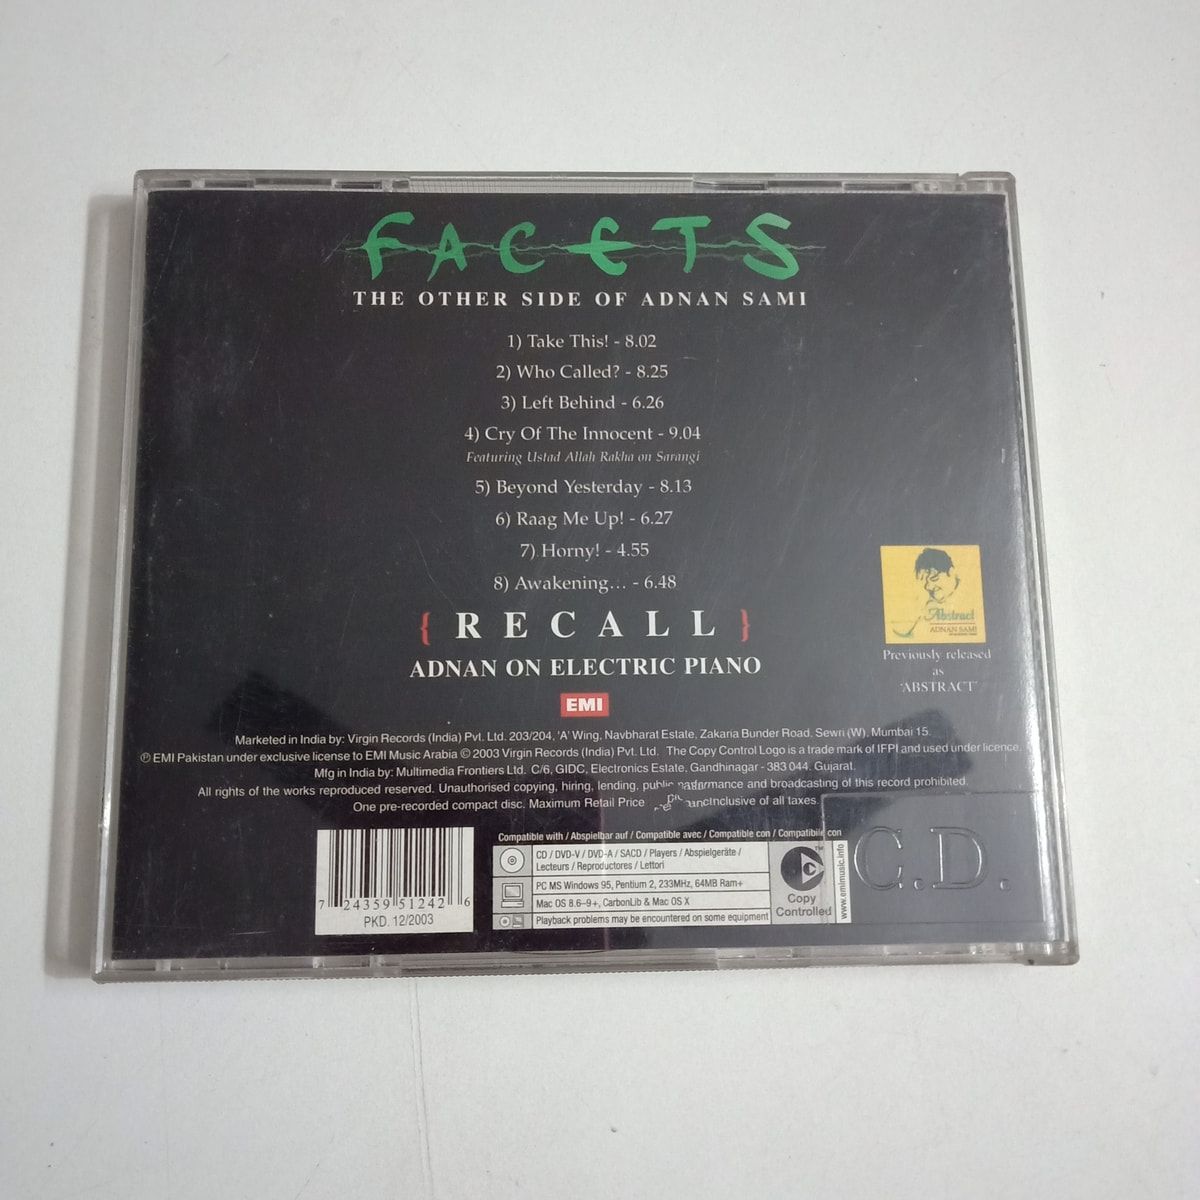 FACETS
THE OTHER SIDE OF ADNAN SAMI
1) Take This! - 8.02
2) Who Called? - 8.25
3) Left Behind - 6.26
4) Cry Of The Innocent - 9.04
Featuring Ustad Allah Rakha on Sarangi
5) Beyond Yesterday - 8.13
6) Raag Me Up! - 6.27
7) Horny! - 4.55
8) Awakening... - 6.48
{ RECALL }
ADNAN ON ELECTRIC PIANO
Abstract
ADNAN SAMI
Previously released
as
'ABSTRACT'
EMI
Marketed in India by: Virgin Records (India) Pvt. Ltd. 203/204, 'A' Wing, Navbharat Estate, Zakaria Bunder Road, Sewri (W), Mumbai 15.
℗ EMI Pakistan under exclusive license to EMI Music Arabia © 2003 Virgin Records (India) Pvt. Ltd. The Copy Control Logo is a trade mark of IFPI and used under licence.
Mfg in India by: Multimedia Frontiers Ltd. C/6, GIDC, Electronics Estate, Gandhinagar - 383 044. Gujarat.
All rights of the works reproduced reserved. Unauthorised copying, hiring, lending, public performance and broadcasting of this record prohibited.
One pre-recorded compact disc. Maximum Retail Price Inclusive of all taxes.
7 24359 51242 6
PKD. 12/2003
Compatible with / Abspielbar auf / Compatible avec / Compatible con / Compatibile con
CD / DVD-V / DVD-A / SACD / Players / Abspielgeräte /
Lecteurs / Reproductores / Lettori
PC MS Windows 95, Pentium 2, 233MHz, 64MB Ram+
Mac OS 8.6-9+, CarbonLib & Mac OS X
Playback problems may be encountered on some equipment
Copy
Controlled
TM
www.emimusic.info
C.D.